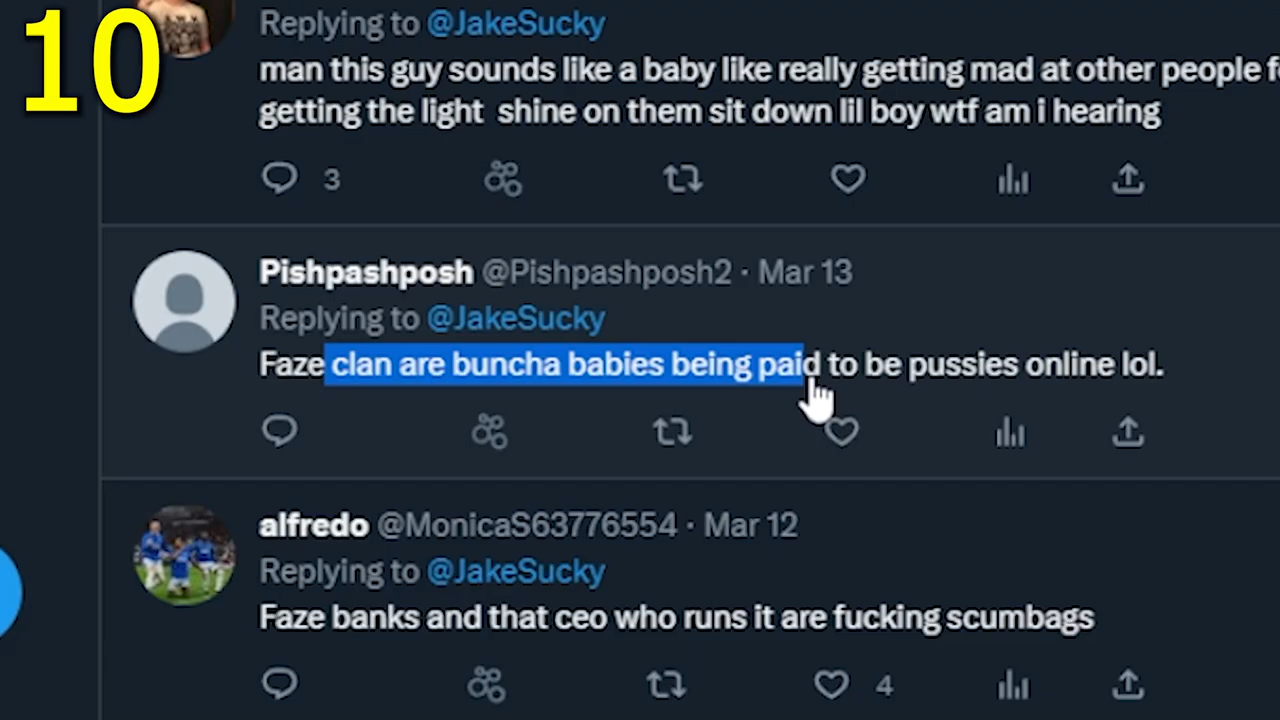 10
Replying to @JakeSucky
man this guy sounds like a baby like really getting mad at other people
getting the light shine on them sit down lil boy wtf am i hearing
3
Pishpashposh @Pishpashposh2 · Mar 13
Replying to @JakeSucky
Faze clan are buncha babies being paid to be pussies online lol.
alfredo @MonicaS63776554 · Mar 12
Replying to @JakeSucky
Faze banks and that ceo who runs it are fucking scumbags
4